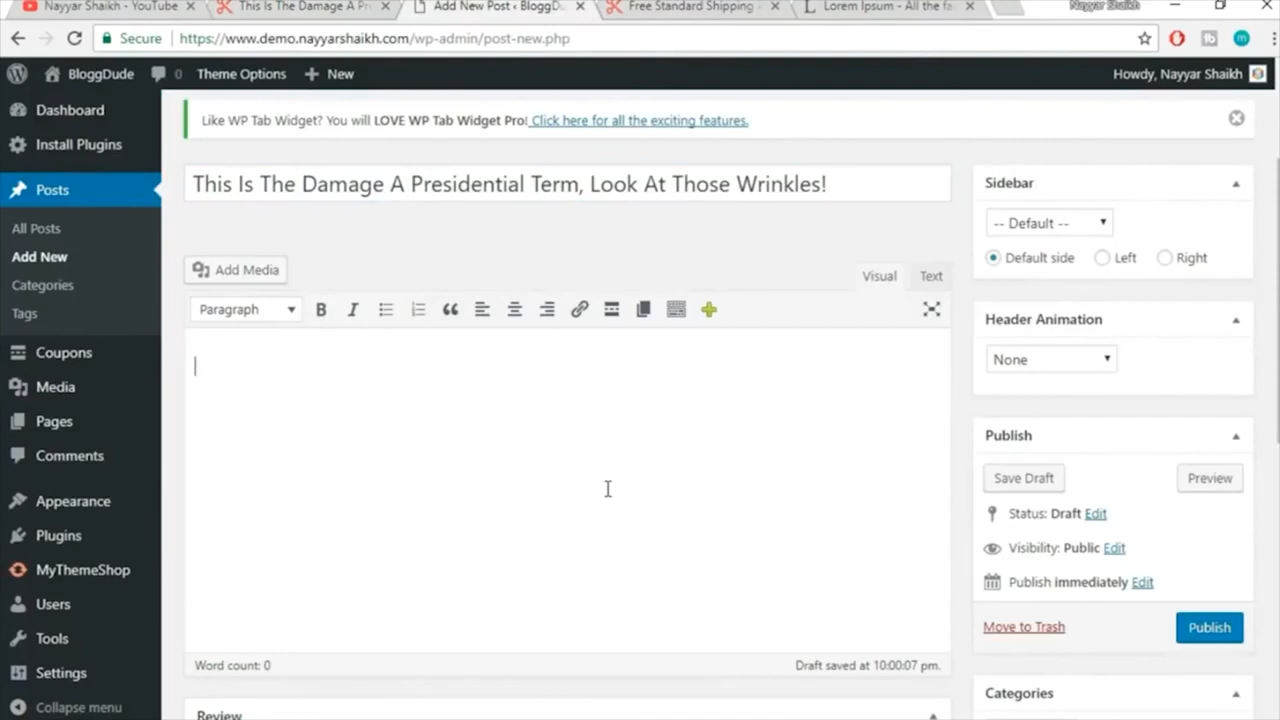 Nayyar Shaikh - YouTube
This Is The Damage A Pr
Add New Post ‹ BloggDu
Free Standard Shipping
Lorem Ipsum - All the fa
Nayyar Shaikh
Secure
https://www.demo.nayyarshaikh.com/wp-admin/post-new.php
BloggDude
0
Theme Options
New
Howdy, Nayyar Shaikh
Dashboard
Install Plugins
Posts
All Posts
Add New
Categories
Tags
Coupons
Media
Pages
Comments
Appearance
Plugins
MyThemeShop
Users
Tools
Settings
Collapse menu
Like WP Tab Widget? You will LOVE WP Tab Widget Pro! Click here for all the exciting features.
This Is The Damage A Presidential Term, Look At Those Wrinkles!
Add Media
Visual
Text
Paragraph
B
I
Word count: 0
Draft saved at 10:00:07 pm.
Review
Sidebar
-- Default --
Default side
Left
Right
Header Animation
None
Publish
Save Draft
Preview
Status: Draft Edit
Visibility: Public Edit
Publish immediately Edit
Move to Trash
Publish
Categories